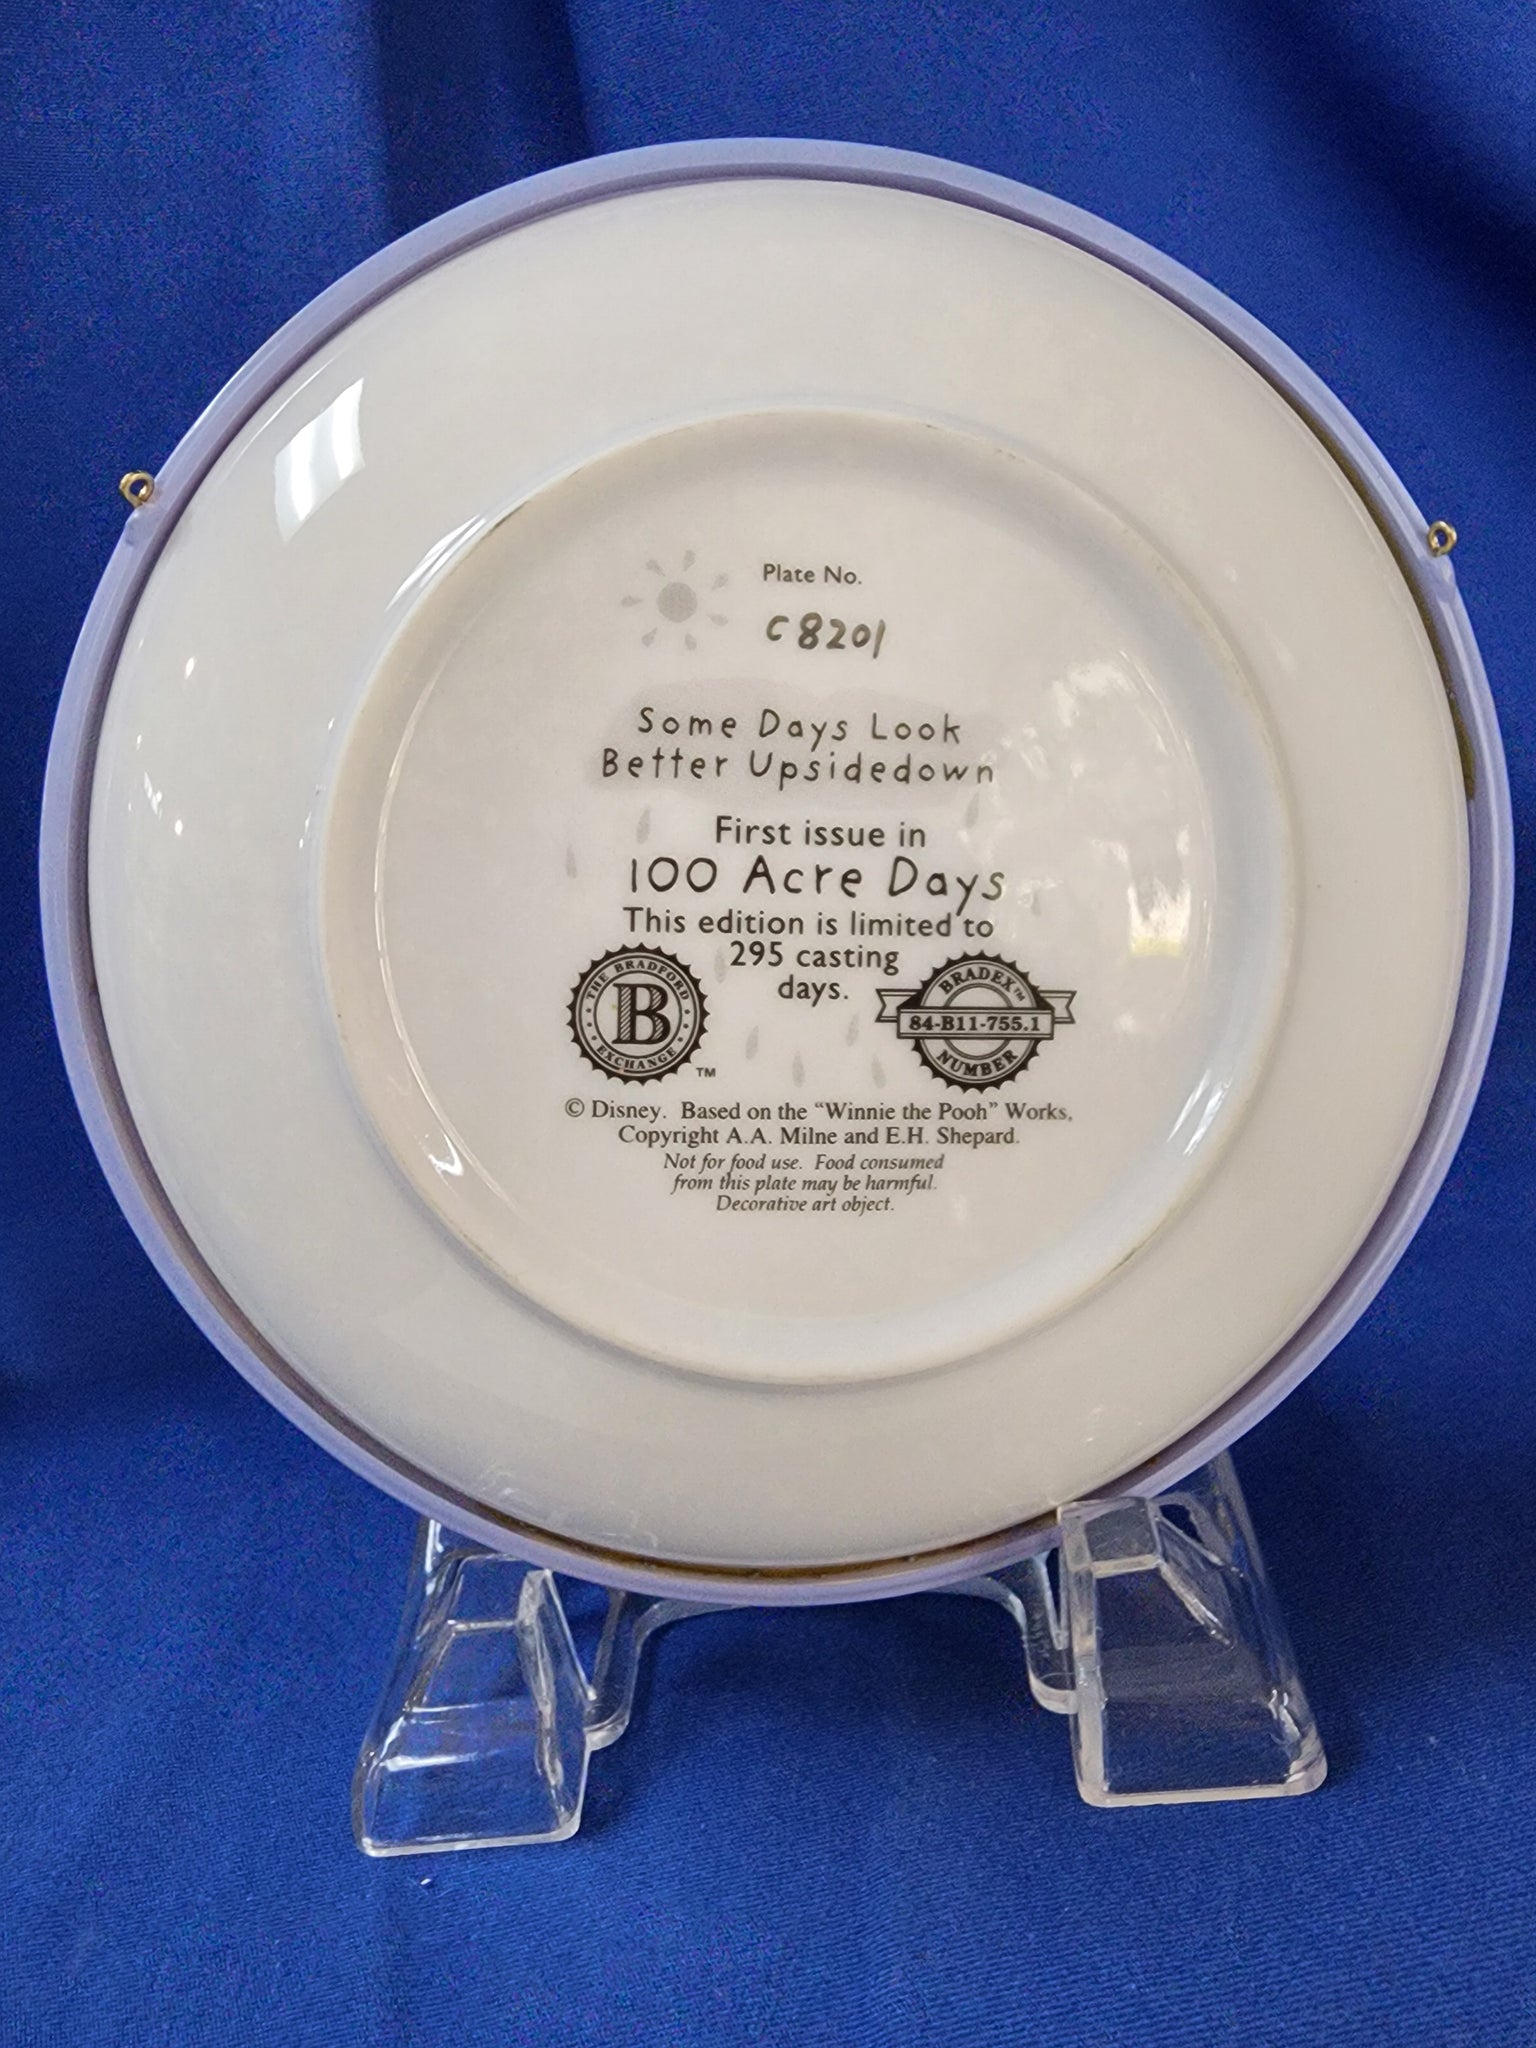 Plate No.
C8201
Some Days Look
Better Upsidedown
First issue in
100 Acre Days
This edition is limited to
295 casting
days.
THE BRADFORD
B
EXCHANGE
TM
BRADEX™
84-B11-755.1
NUMBER
© Disney. Based on the “Winnie the Pooh” Works,
Copyright A.A. Milne and E.H. Shepard.
Not for food use. Food consumed
from this plate may be harmful.
Decorative art object.